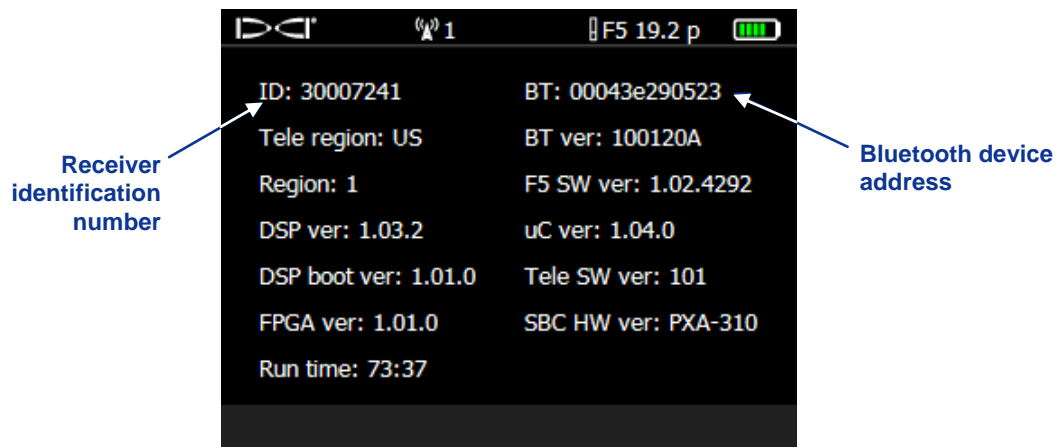 DCI 1 F5 19.2 p
ID: 30007241 BT: 00043e290523
Tele region: US BT ver: 100120A
Region: 1 F5 SW ver: 1.02.4292
DSP ver: 1.03.2 uC ver: 1.04.0
DSP boot ver: 1.01.0 Tele SW ver: 101
FPGA ver: 1.01.0 SBC HW ver: PXA-310
Run time: 73:37
Receiver
identification
number
Bluetooth device
address